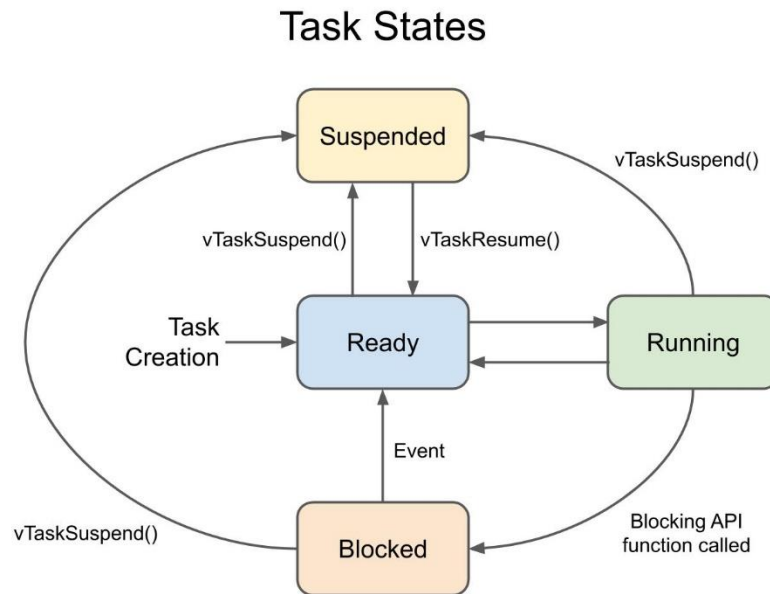 Task States
Suspended
vTaskSuspend()
vTaskSuspend()
vTaskResume()
Task
Creation
Ready
Running
Event
vTaskSuspend()
Blocked
Blocking API
function called